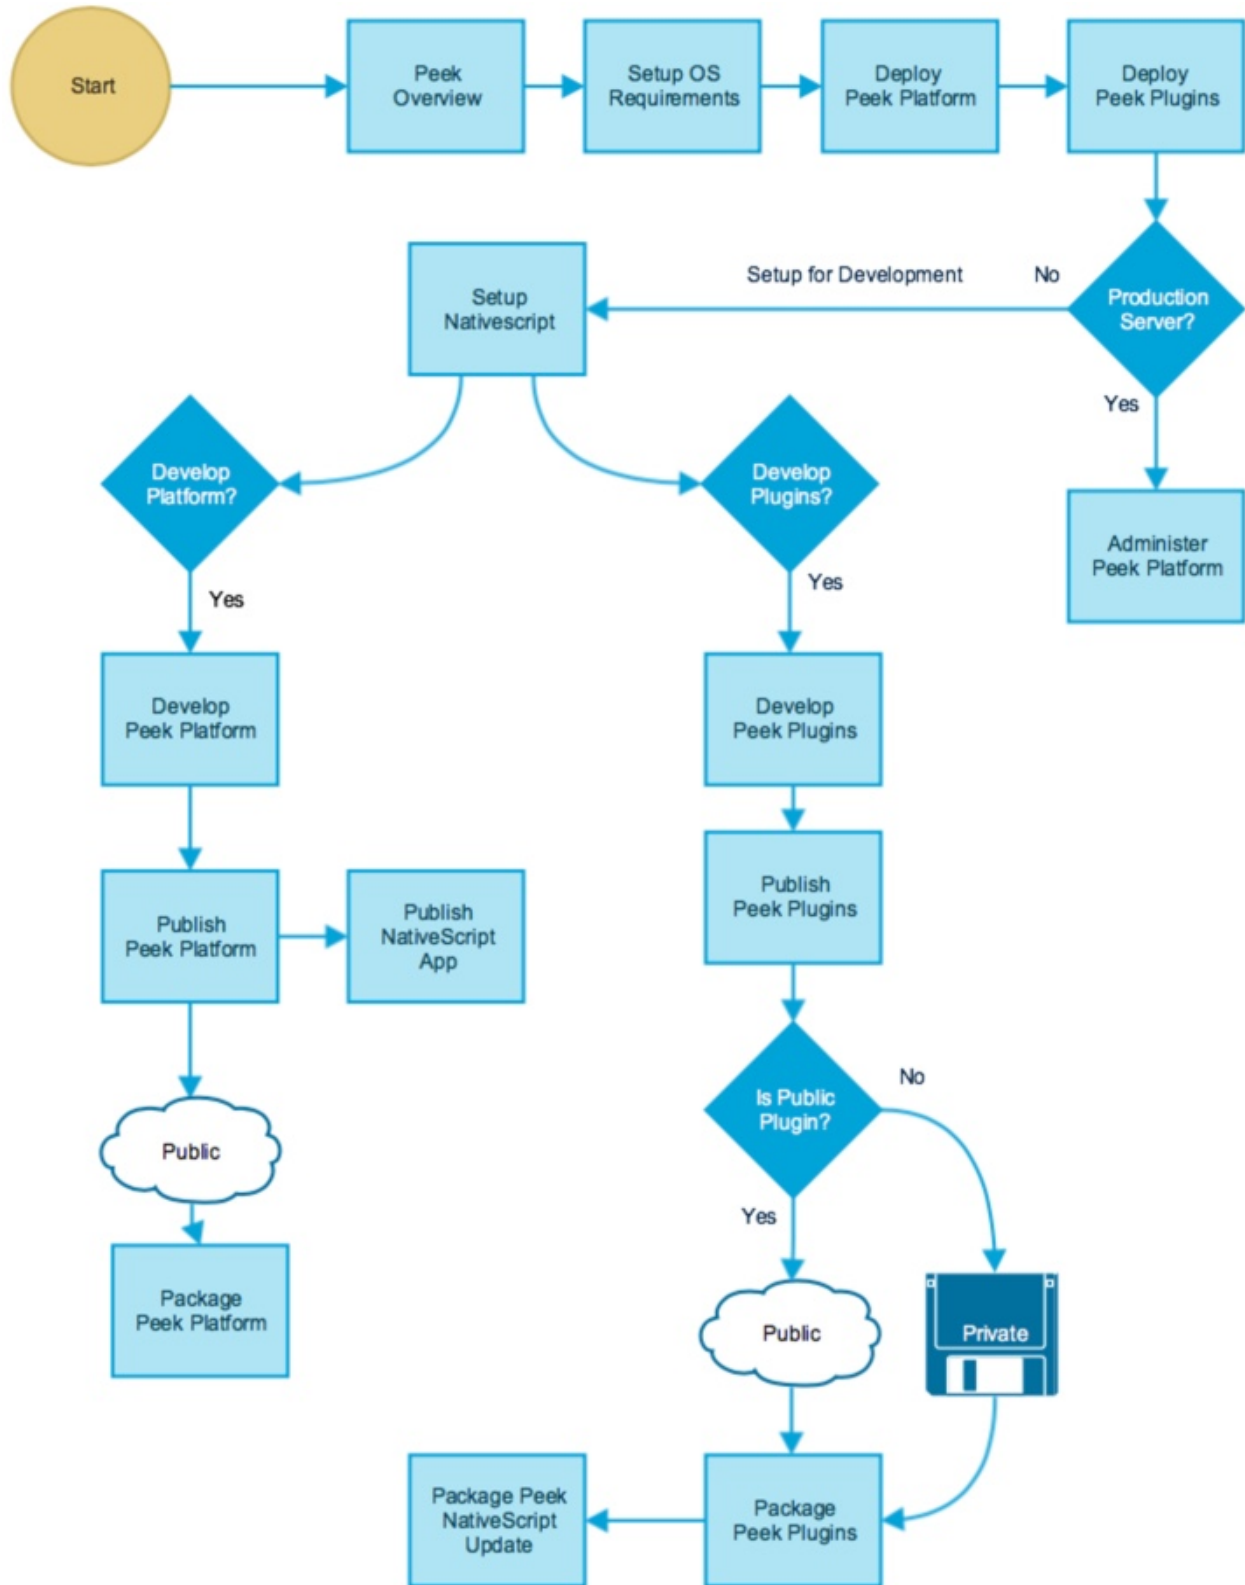 Start
Peek
Overview
Setup OS
Requirements
Deploy
Peek Platform
Deploy
Peek Plugins
Setup for Development
No
Production
Server?
Setup
Nativescript
Yes
Develop
Platform?
Develop
Plugins?
Administer
Peek Platform
Yes
Yes
Develop
Peek Platform
Develop
Peek Plugins
Publish
Peek Platform
Publish
NativeScript
App
Publish
Peek Plugins
Is Public
Plugin?
No
Public
Yes
Package
Peek Platform
Public
Private
Package Peek
NativeScript
Update
Package
Peek Plugins